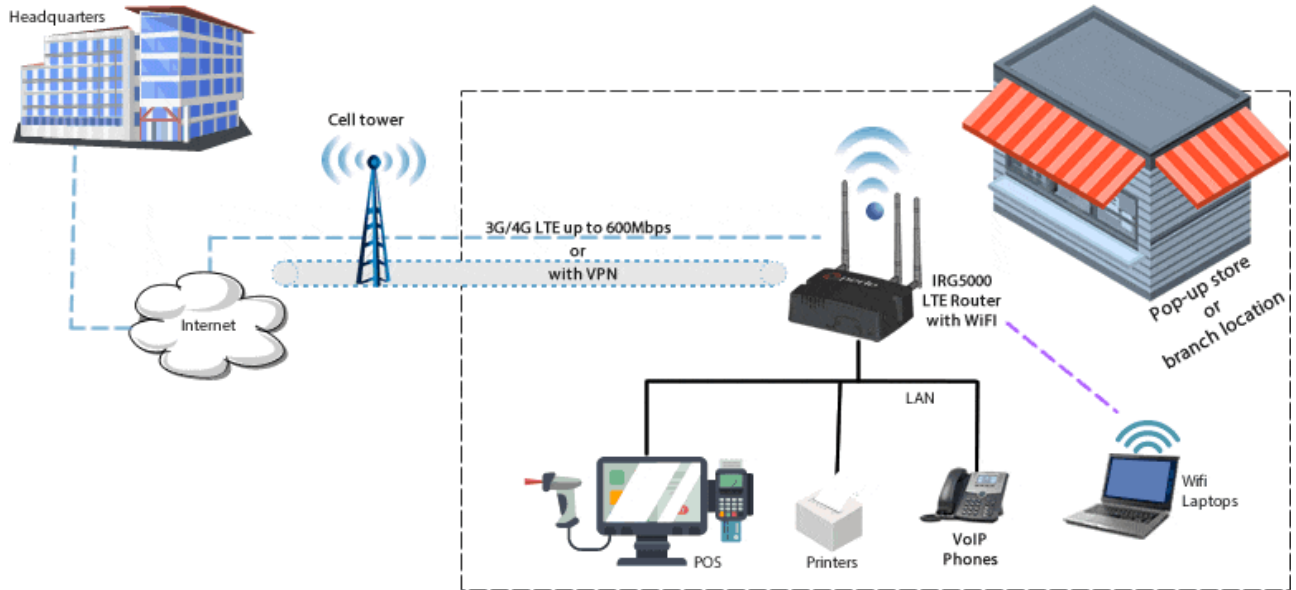 Headquarters
Cell tower
3G/4G LTE up to 600Mbps
or
with VPN
Internet
perle
IRG5000
LTE Router
with WiFI
Pop-up store
or
branch location
LAN
POS
Printers
VoIP
Phones
Wifi
Laptops